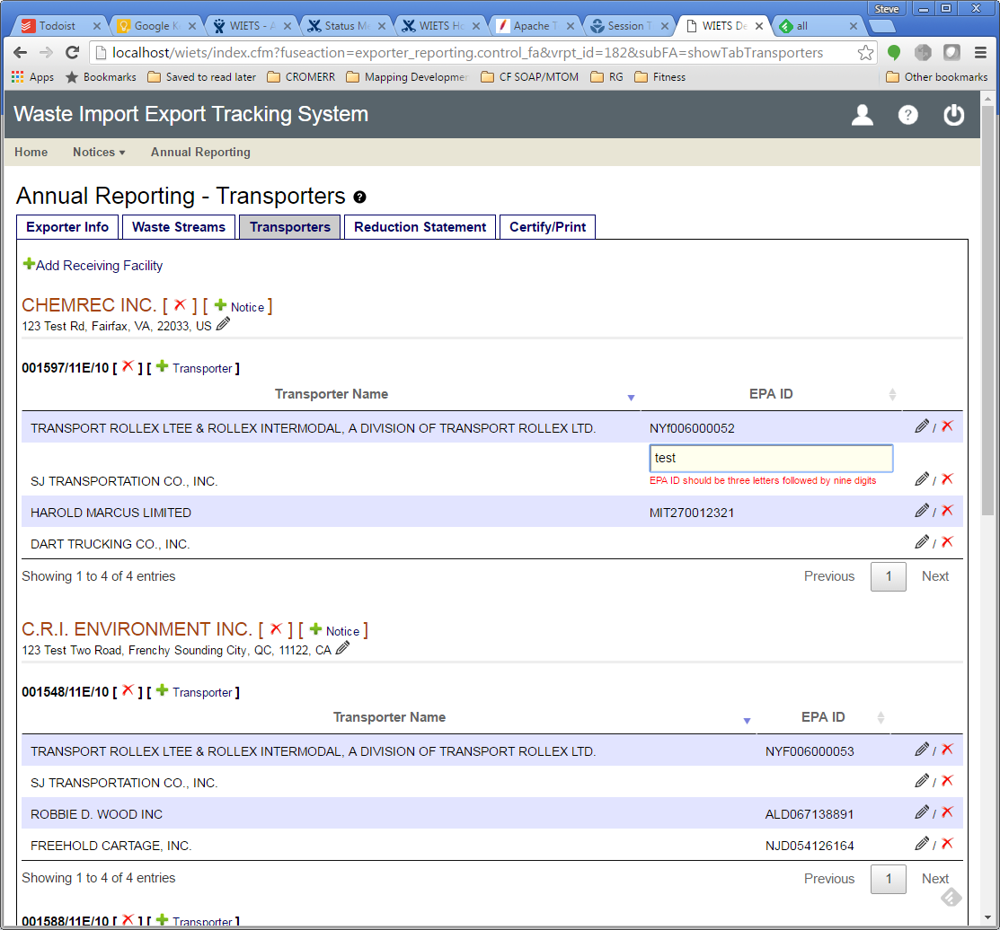 Steve
Todoist
Google K
WIETS - A
Status Mo
WIETS Ho
Apache T
Session T
WIETS De
all
localhost/wiets/index.cfm?fuseaction=exporter_reporting.control_fa&vrpt_id=182&subFA=showTabTransporters
Apps Bookmarks Saved to read later CROMERR Mapping Developmen CF SOAP/MTOM RG Fitness Other bookmarks
Waste Import Export Tracking System
Home Notices Annual Reporting
Annual Reporting - Transporters
Exporter Info Waste Streams Transporters Reduction Statement Certify/Print
Add Receiving Facility
CHEMREC INC. [ ] [ Notice ]
123 Test Rd, Fairfax, VA, 22033, US
001597/11E/10 [ ] [ Transporter ]
Transporter Name EPA ID
TRANSPORT ROLLEX LTEE & ROLLEX INTERMODAL, A DIVISION OF TRANSPORT ROLLEX LTD. NYf006000052 /
test
EPA ID should be three letters followed by nine digits
SJ TRANSPORTATION CO., INC. /
HAROLD MARCUS LIMITED MIT270012321 /
DART TRUCKING CO., INC. /
Showing 1 to 4 of 4 entries Previous 1 Next
C.R.I. ENVIRONMENT INC. [ ] [ Notice ]
123 Test Two Road, Frenchy Sounding City, QC, 11122, CA
001548/11E/10 [ ] [ Transporter ]
Transporter Name EPA ID
TRANSPORT ROLLEX LTEE & ROLLEX INTERMODAL, A DIVISION OF TRANSPORT ROLLEX LTD. NYF006000053 /
SJ TRANSPORTATION CO., INC. /
ROBBIE D. WOOD INC ALD067138891 /
FREEHOLD CARTAGE, INC. NJD054126164 /
Showing 1 to 4 of 4 entries Previous 1 Next
001588/11E/10 [ ] [ Transporter ]